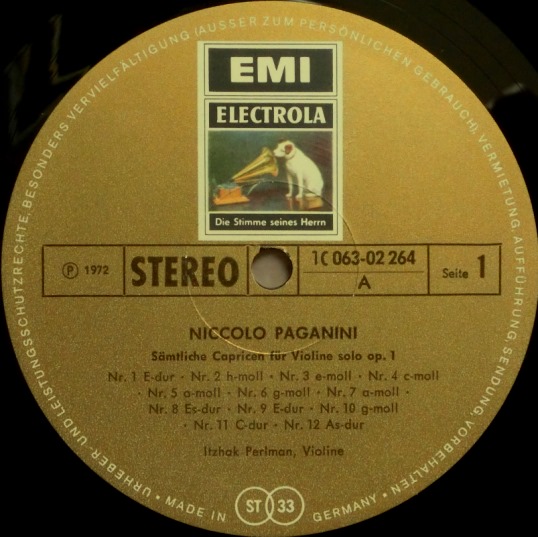 URHEBER- UND LEISTUNGSSCHUTZRECHTE, BESONDERS VERVIELFÄLTIGUNG (AUSSER ZUM PERSÖNLICHEN GEBRAUCH), VERMIETUNG, AUFFÜHRUNG, SENDUNG, VORBEHALTEN
EMI
ELECTROLA
Die Stimme seines Herrn
℗ 1972
STEREO
1C 063-02 264
A
Seite 1
NICCOLO PAGANINI
Sämtliche Capricen für Violine solo op. 1
Nr. 1 E-dur · Nr. 2 h-moll · Nr. 3 e-moll · Nr. 4 c-moll
· Nr. 5 a-moll · Nr. 6 g-moll · Nr. 7 a-moll ·
Nr. 8 Es-dur · Nr. 9 E-dur · Nr. 10 g-moll
· Nr. 11 C-dur · Nr. 12 As-dur
Itzhak Perlman, Violine
• MADE IN GERMANY •
ST 33